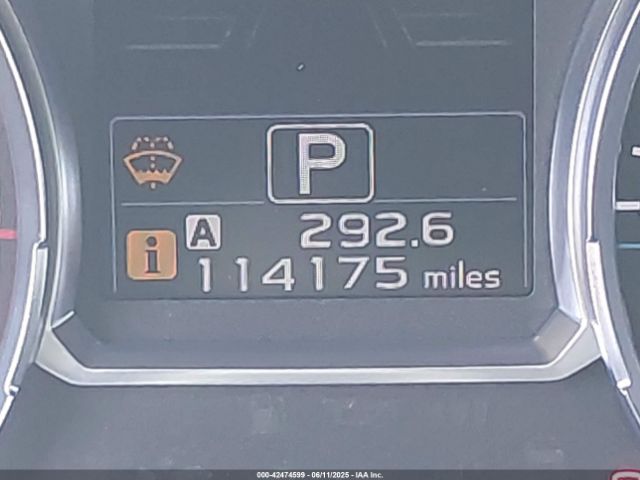 P
A 292.6
i 114175 miles
000-42474599 - 06/11/2025 - IAA Inc.